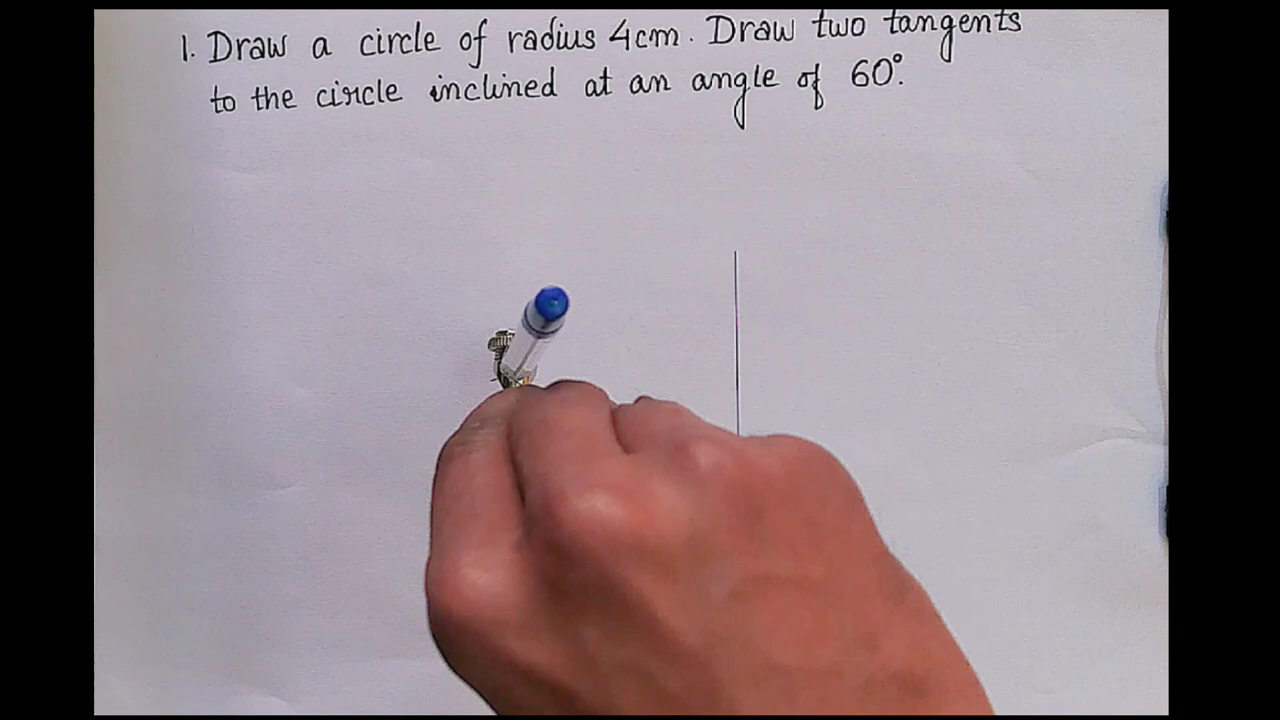 1. Draw a circle of radius 4cm. Draw two tangents
to the circle inclined at an angle of 60°.